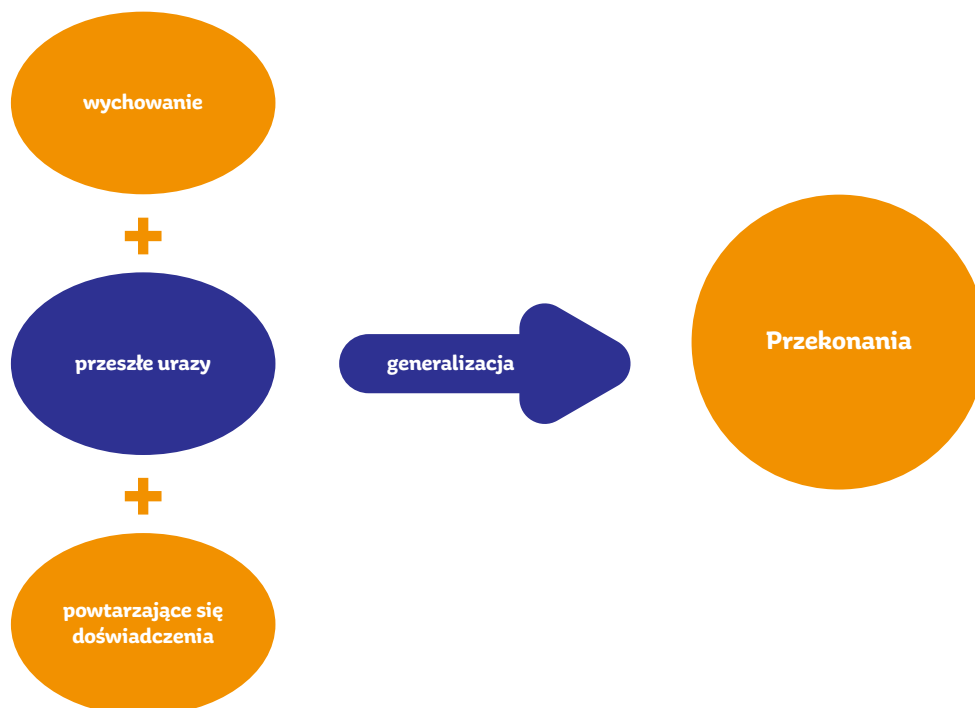 wychowanie
+
przeszłe urazy
generalizacja
Przekonania
+
powtarzające się
doświadczenia